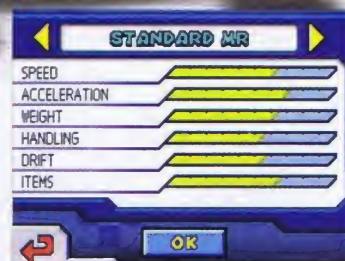 STANDARD MR
SPEED
ACCELERATION
WEIGHT
HANDLING
DRIFT
ITEMS
OK